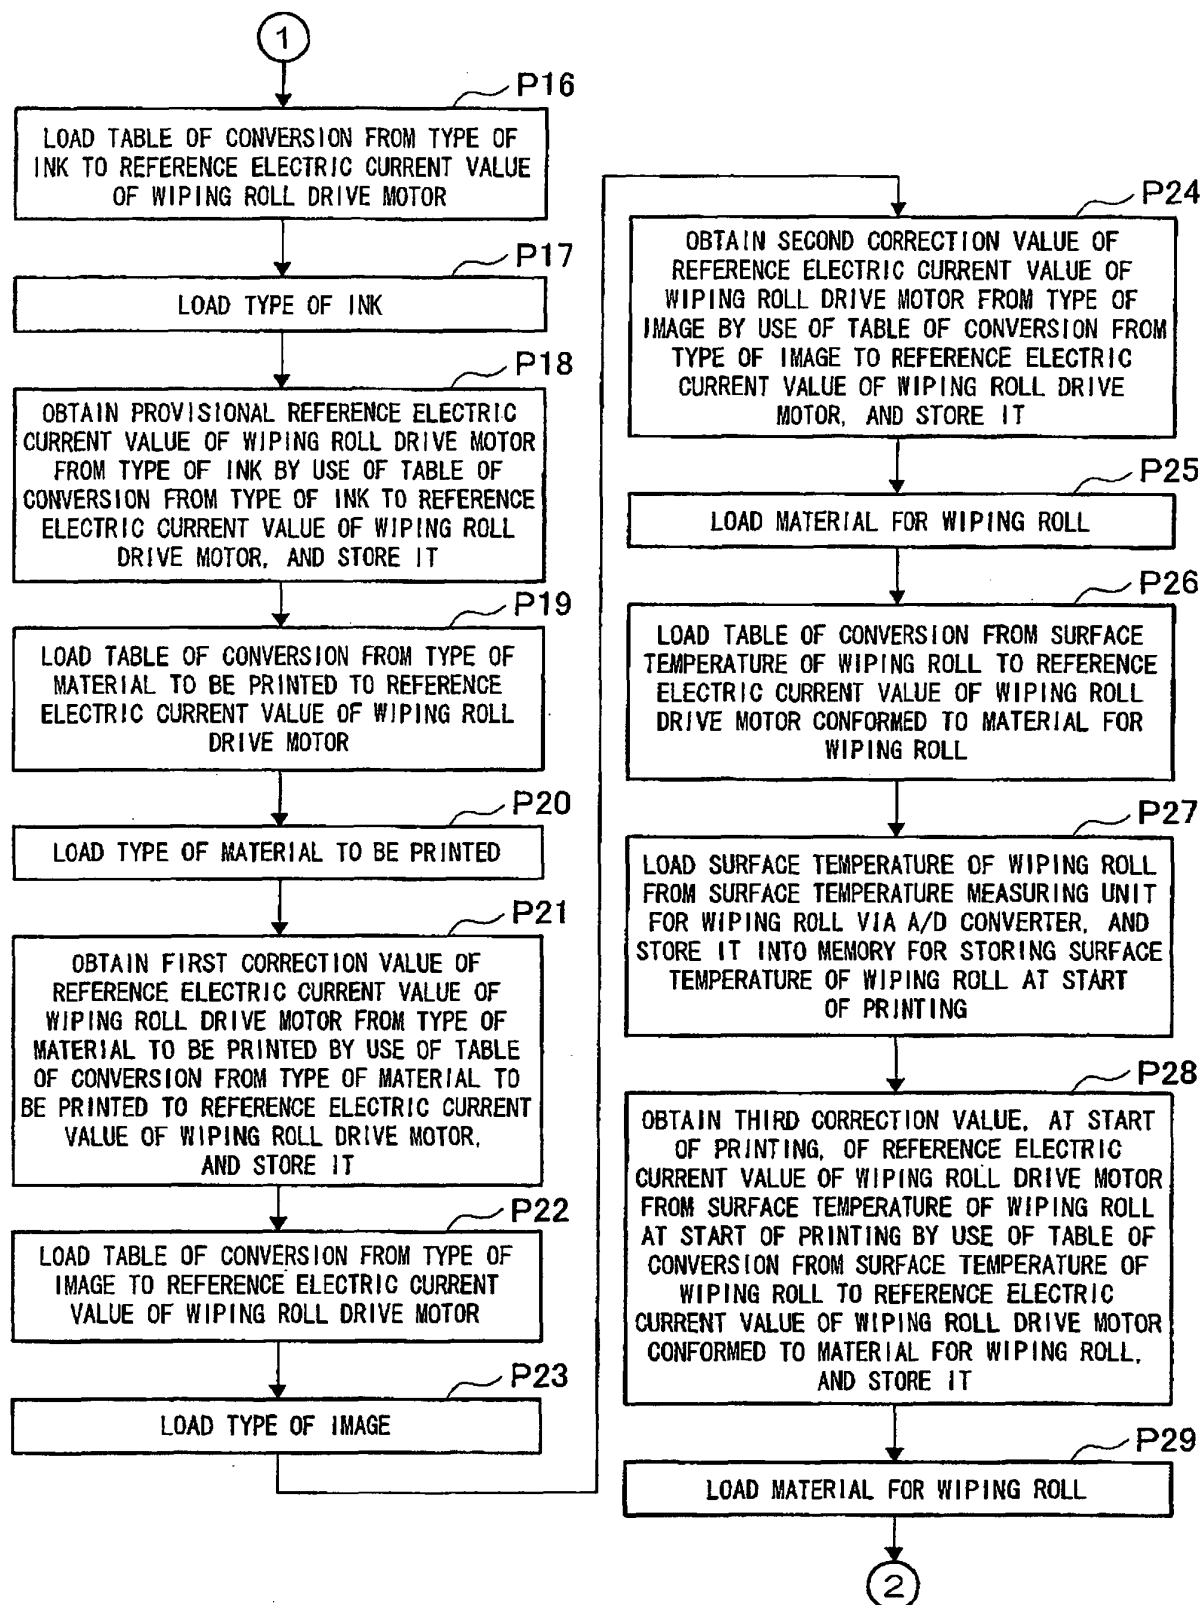 1
P16
LOAD TABLE OF CONVERSION FROM TYPE OF
INK TO REFERENCE ELECTRIC CURRENT VALUE
OF WIPING ROLL DRIVE MOTOR
P17
LOAD TYPE OF INK
P18
OBTAIN PROVISIONAL REFERENCE ELECTRIC
CURRENT VALUE OF WIPING ROLL DRIVE MOTOR
FROM TYPE OF INK BY USE OF TABLE OF
CONVERSION FROM TYPE OF INK TO REFERENCE
ELECTRIC CURRENT VALUE OF WIPING ROLL
DRIVE MOTOR, AND STORE IT
P19
LOAD TABLE OF CONVERSION FROM TYPE OF
MATERIAL TO BE PRINTED TO REFERENCE
ELECTRIC CURRENT VALUE OF WIPING ROLL
DRIVE MOTOR
P20
LOAD TYPE OF MATERIAL TO BE PRINTED
P21
OBTAIN FIRST CORRECTION VALUE OF
REFERENCE ELECTRIC CURRENT VALUE OF
WIPING ROLL DRIVE MOTOR FROM TYPE OF
MATERIAL TO BE PRINTED BY USE OF TABLE
OF CONVERSION FROM TYPE OF MATERIAL TO
BE PRINTED TO REFERENCE ELECTRIC CURRENT
VALUE OF WIPING ROLL DRIVE MOTOR,
AND STORE IT
P22
LOAD TABLE OF CONVERSION FROM TYPE OF
IMAGE TO REFERENCE ELECTRIC CURRENT
VALUE OF WIPING ROLL DRIVE MOTOR
P23
LOAD TYPE OF IMAGE
P24
OBTAIN SECOND CORRECTION VALUE OF
REFERENCE ELECTRIC CURRENT VALUE OF
WIPING ROLL DRIVE MOTOR FROM TYPE OF
IMAGE BY USE OF TABLE OF CONVERSION FROM
TYPE OF IMAGE TO REFERENCE ELECTRIC
CURRENT VALUE OF WIPING ROLL DRIVE
MOTOR, AND STORE IT
P25
LOAD MATERIAL FOR WIPING ROLL
P26
LOAD TABLE OF CONVERSION FROM SURFACE
TEMPERATURE OF WIPING ROLL TO REFERENCE
ELECTRIC CURRENT VALUE OF WIPING ROLL
DRIVE MOTOR CONFORMED TO MATERIAL FOR
WIPING ROLL
P27
LOAD SURFACE TEMPERATURE OF WIPING ROLL
FROM SURFACE TEMPERATURE MEASURING UNIT
FOR WIPING ROLL VIA A/D CONVERTER, AND
STORE IT INTO MEMORY FOR STORING SURFACE
TEMPERATURE OF WIPING ROLL AT START
OF PRINTING
P28
OBTAIN THIRD CORRECTION VALUE, AT START
OF PRINTING, OF REFERENCE ELECTRIC
CURRENT VALUE OF WIPING ROLL DRIVE MOTOR
FROM SURFACE TEMPERATURE OF WIPING ROLL
AT START OF PRINTING BY USE OF TABLE OF
CONVERSION FROM SURFACE TEMPERATURE OF
WIPING ROLL TO REFERENCE ELECTRIC
CURRENT VALUE OF WIPING ROLL DRIVE MOTOR
CONFORMED TO MATERIAL FOR WIPING ROLL,
AND STORE IT
P29
LOAD MATERIAL FOR WIPING ROLL
2